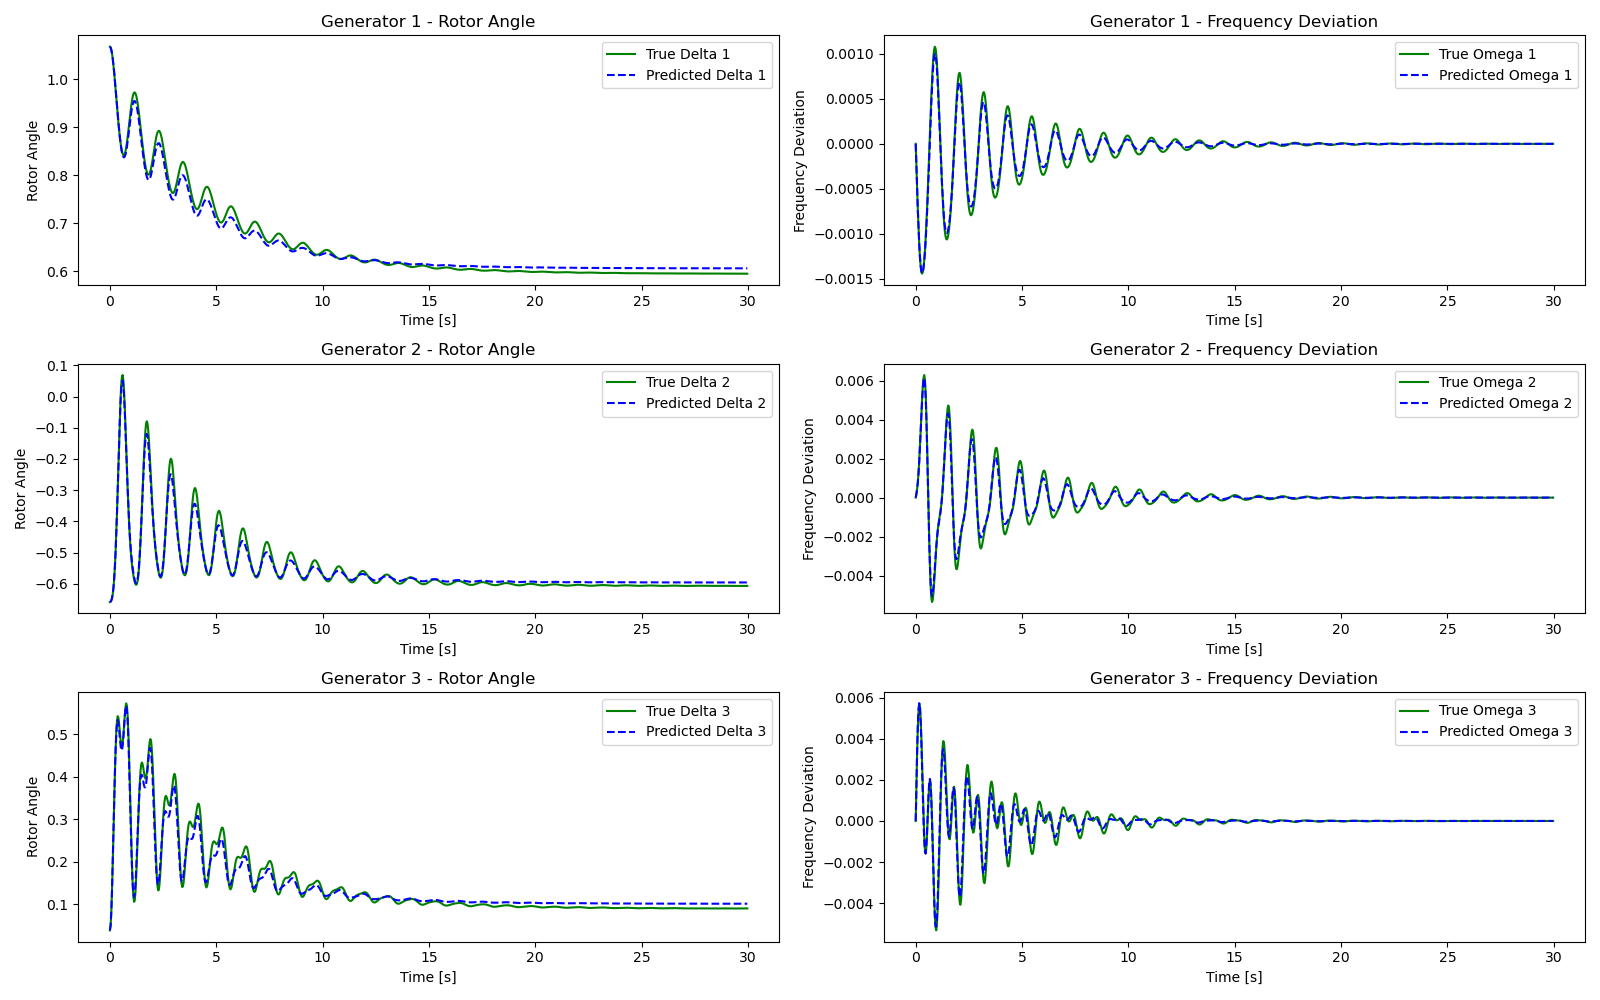 Generator 1 - Rotor Angle
Rotor Angle
1.0
0.9
0.8
0.7
0.6
True Delta 1
Predicted Delta 1
0 5 10 15 20 25 30
Time [s]
Generator 1 - Frequency Deviation
Frequency Deviation
0.0010
0.0005
0.0000
−0.0005
−0.0010
−0.0015
True Omega 1
Predicted Omega 1
0 5 10 15 20 25 30
Time [s]
Generator 2 - Rotor Angle
Rotor Angle
0.1
0.0
−0.1
−0.2
−0.3
−0.4
−0.5
−0.6
True Delta 2
Predicted Delta 2
0 5 10 15 20 25 30
Time [s]
Generator 2 - Frequency Deviation
Frequency Deviation
0.006
0.004
0.002
0.000
−0.002
−0.004
True Omega 2
Predicted Omega 2
0 5 10 15 20 25 30
Time [s]
Generator 3 - Rotor Angle
Rotor Angle
0.5
0.4
0.3
0.2
0.1
True Delta 3
Predicted Delta 3
0 5 10 15 20 25 30
Time [s]
Generator 3 - Frequency Deviation
Frequency Deviation
0.006
0.004
0.002
0.000
−0.002
−0.004
True Omega 3
Predicted Omega 3
0 5 10 15 20 25 30
Time [s]